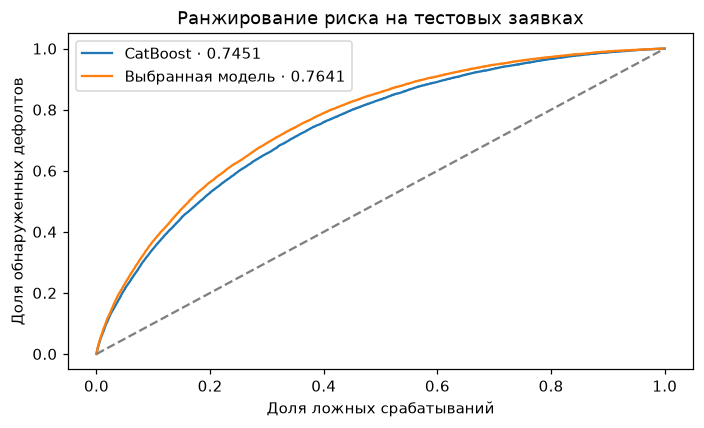 Ранжирование риска на тестовых заявках
CatBoost · 0.7451
Выбранная модель · 0.7641
Доля обнаруженных дефолтов
1.0
0.8
0.6
0.4
0.2
0.0
0.0 0.2 0.4 0.6 0.8 1.0
Доля ложных срабатываний